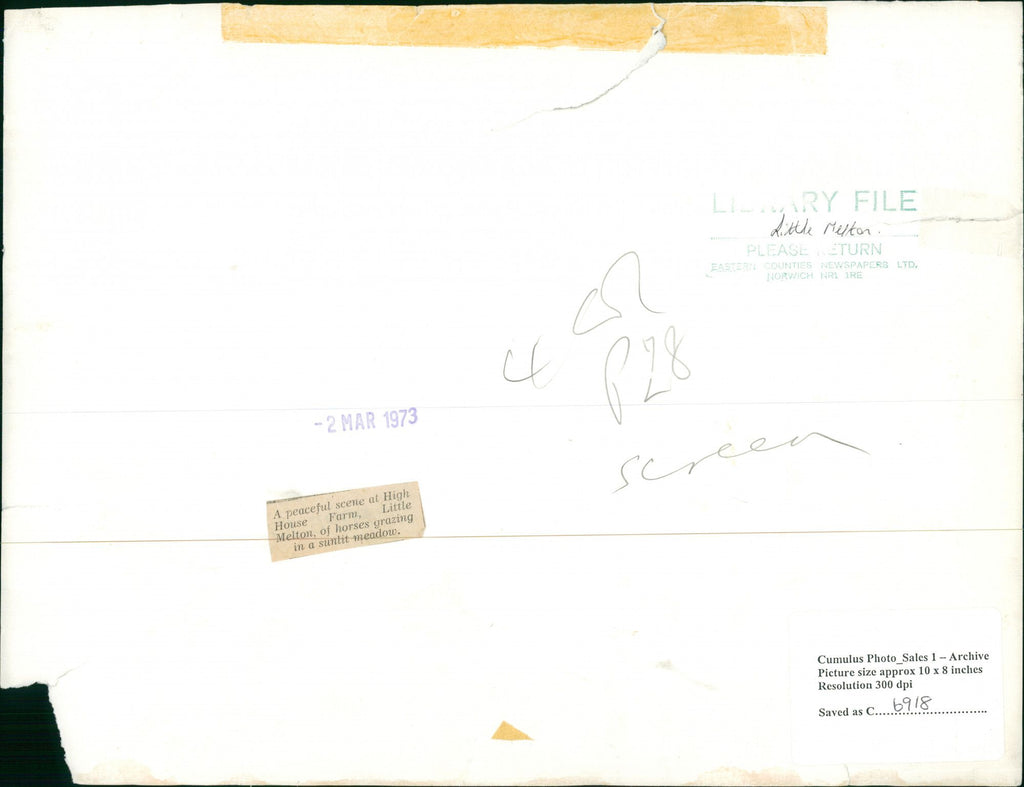 LIBRARY FILE
Little Melton.
PLEASE RETURN
EASTERN COUNTIES NEWSPAPERS LTD.
NORWICH NR1 1RE
4
P28
screen
-2 MAR 1973
A peaceful scene at High
House Farm, Little
Melton, of horses grazing
in a sunlit meadow.
Cumulus Photo_Sales 1 – Archive
Picture size approx 10 x 8 inches
Resolution 300 dpi
Saved as C....6918..................